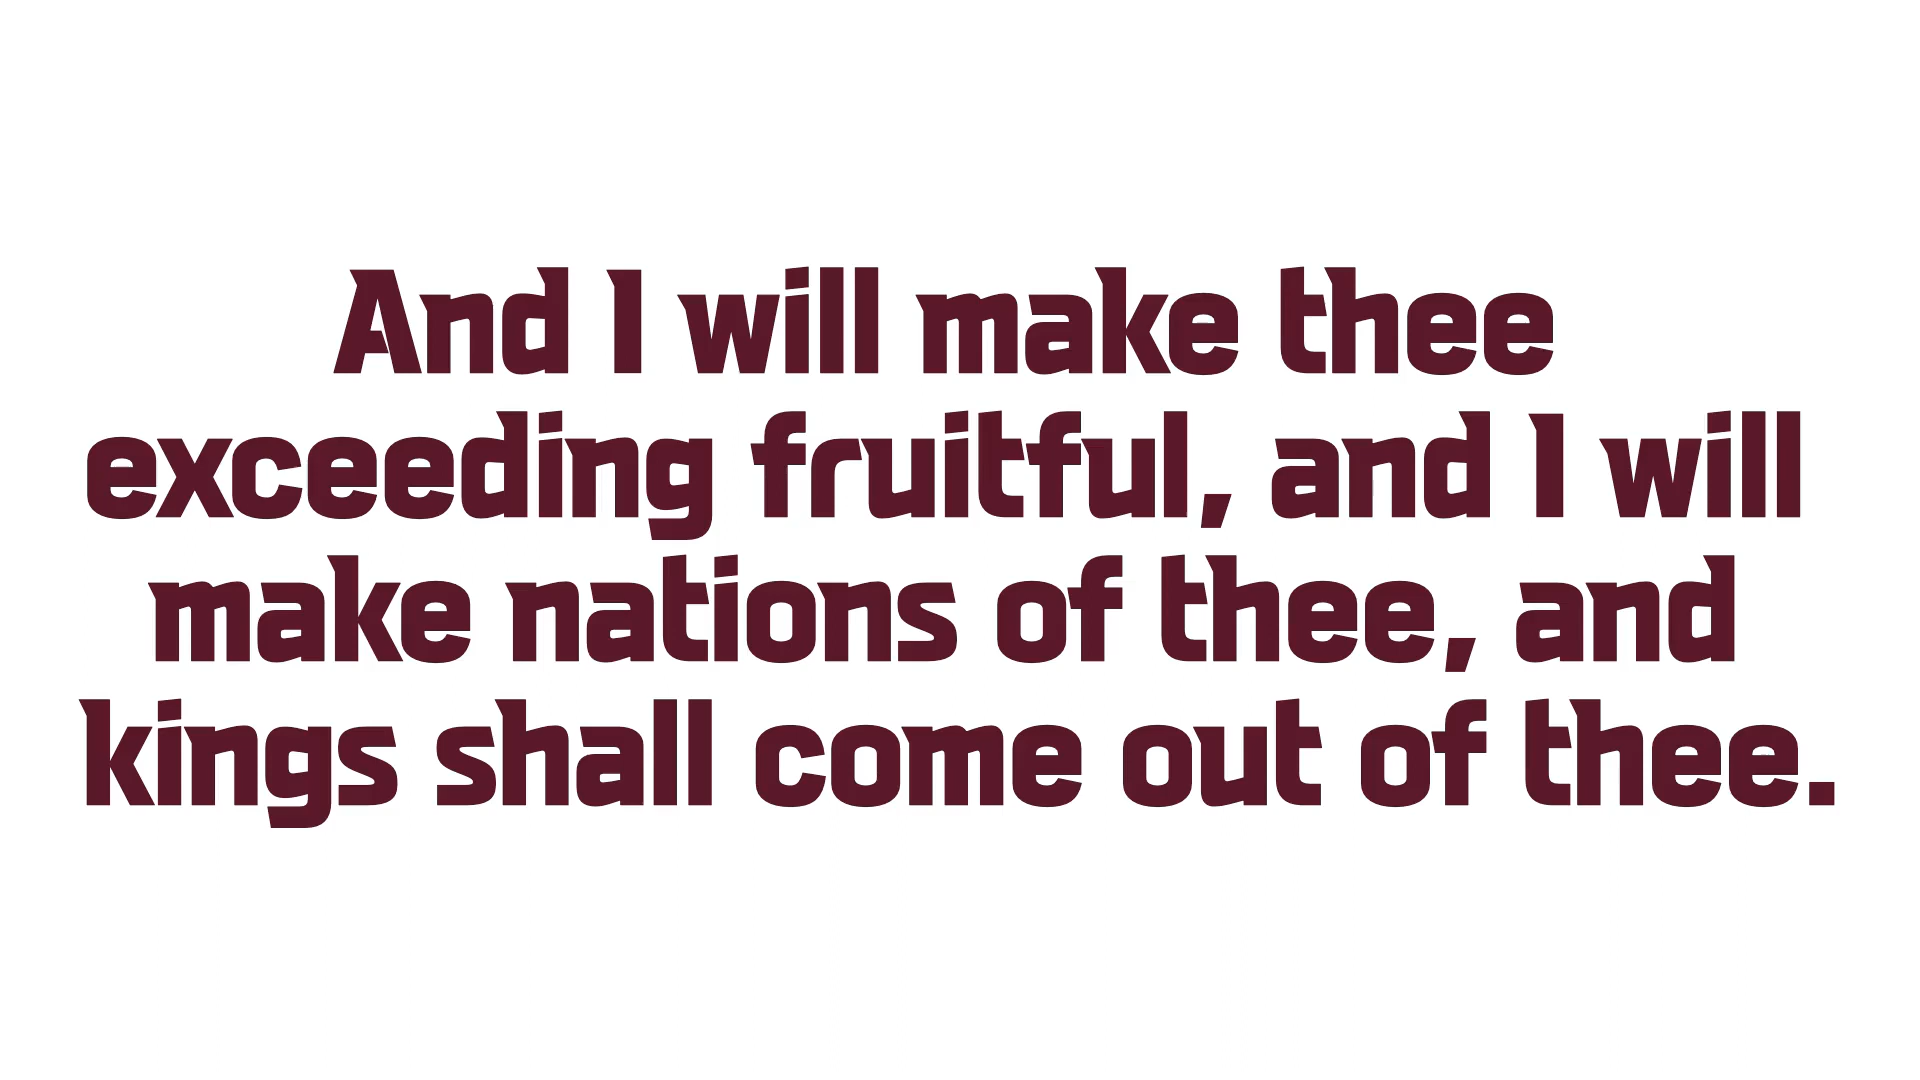 And I will make thee
exceeding fruitful, and I will
make nations of thee, and
kings shall come out of thee.